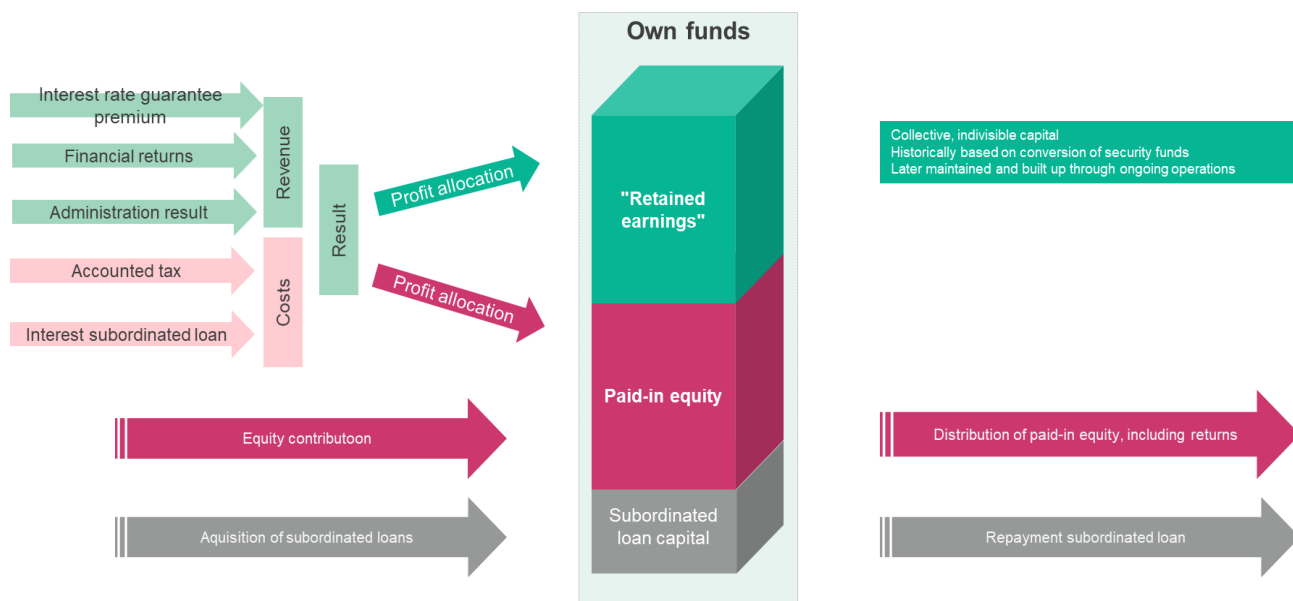 Own funds
Interest rate guarantee
premium
Financial returns
Administration result
Accounted tax
Interest subordinated loan
Revenue
Costs
Result
Profit allocation
Profit allocation
"Retained
earnings"
Paid-in equity
Subordinated
loan capital
Collective, indivisible capital
Historically based on conversion of security funds
Later maintained and built up through ongoing operations
Equity contributoon
Distribution of paid-in equity, including returns
Aquisition of subordinated loans
Repayment subordinated loan